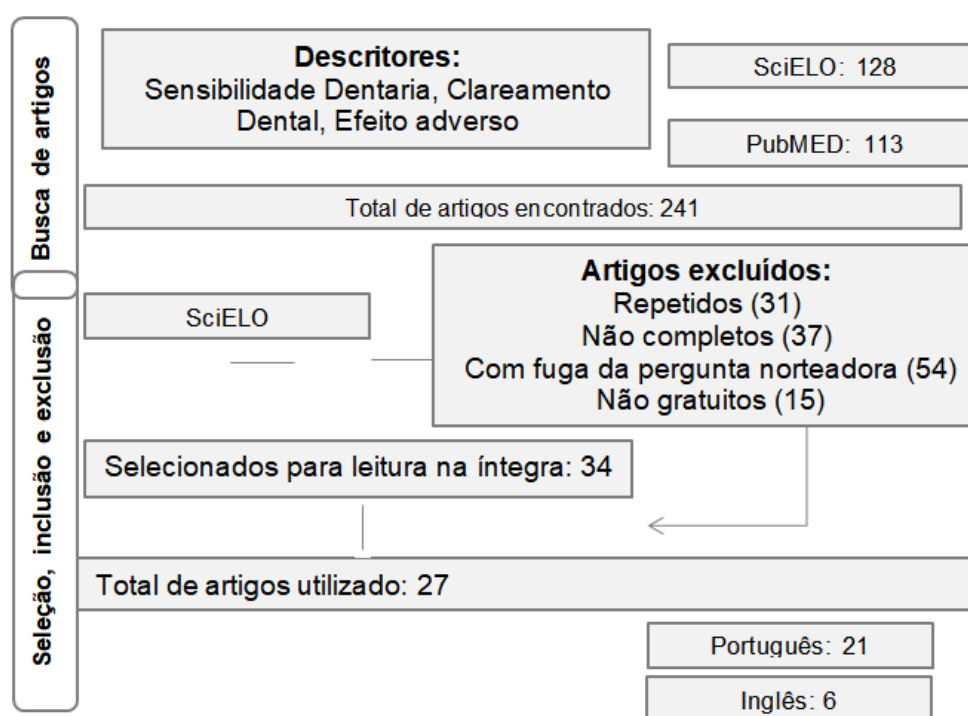 Busca de artigos
Descritores:
Sensibilidade Dentaria, Clareamento
Dental, Efeito adverso
SciELO: 128
PubMED: 113
Total de artigos encontrados: 241
Seleção, inclusão e exclusão
SciELO
Artigos excluídos:
Repetidos (31)
Não completos (37)
Com fuga da pergunta norteadora (54)
Não gratuitos (15)
Selecionados para leitura na íntegra: 34
Total de artigos utilizado: 27
Português: 21
Inglês: 6